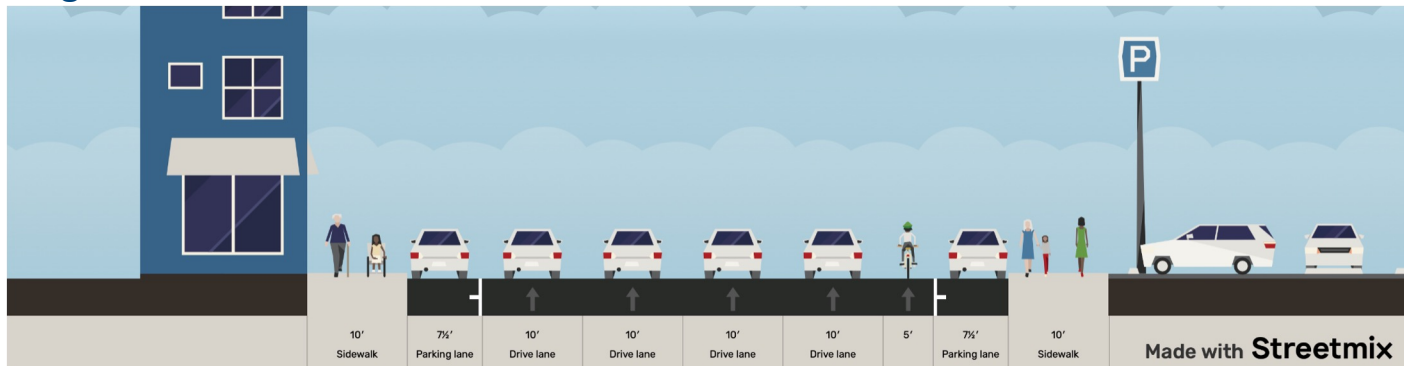 P
10′
Sidewalk
7½′
Parking lane
10′
Drive lane
10′
Drive lane
10′
Drive lane
10′
Drive lane
5′
7½′
Parking lane
10′
Sidewalk
Made with Streetmix